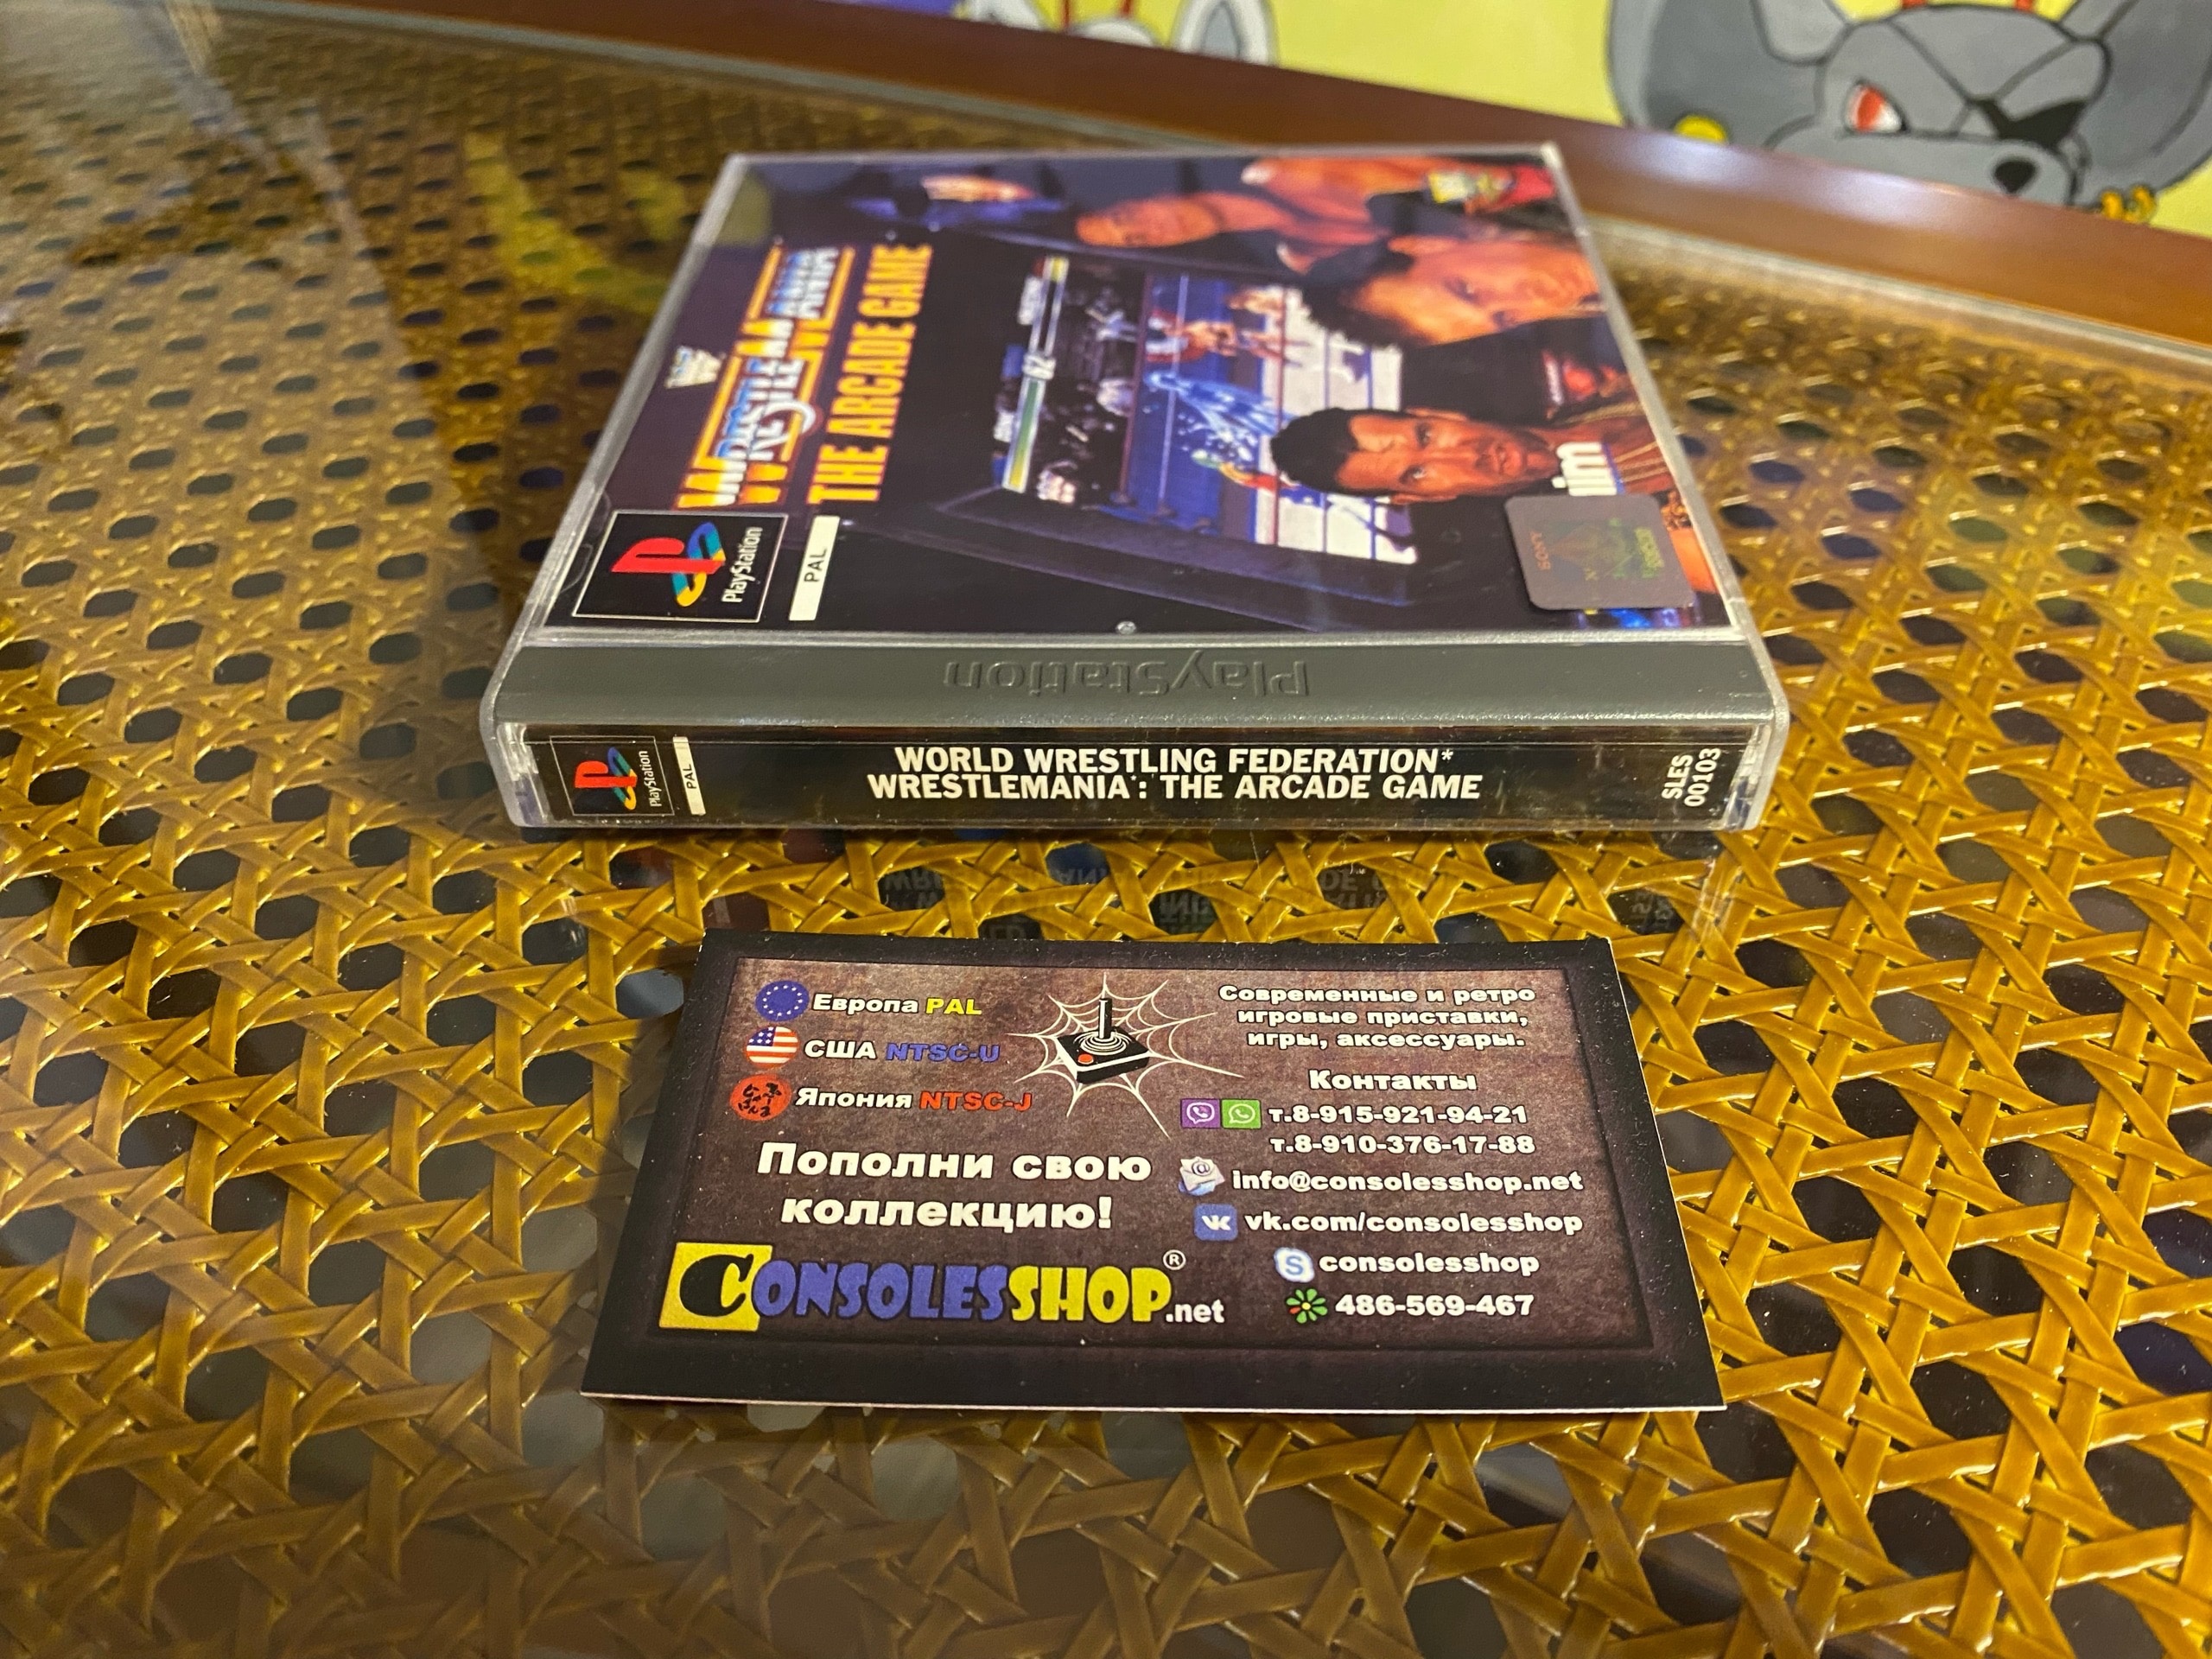 WRESTLEMANIA
THE ARCADE GAME
PlayStation
PAL
SONY
PlayStation
PlayStation
PAL
WORLD WRESTLING FEDERATION*
WRESTLEMANIA*: THE ARCADE GAME
SLES
00103
Европа PAL
США NTSC-U
Япония NTSC-J
Пополни свою
коллекцию!
CONSOLESSHOP.net®
Современные и ретро
игровые приставки,
игры, аксессуары.
Контакты
т.8-915-921-94-21
т.8-910-376-17-88
info@consolesshop.net
vk.com/consolesshop
consolesshop
486-569-467